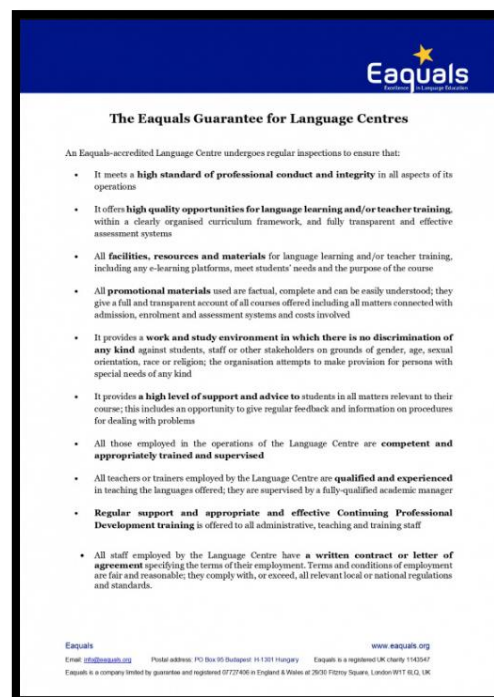 Eaquals
Excellence in Language Education
The Eaquals Guarantee for Language Centres
An Eaquals-accredited Language Centre undergoes regular inspections to ensure that:
• It meets a high standard of professional conduct and integrity in all aspects of its
operations
• It offers high quality opportunities for language learning and/or teacher training,
within a clearly organised curriculum framework, and fully transparent and effective
assessment systems
• All facilities, resources and materials for language learning and/or teacher training,
including any e-learning platforms, meet students' needs and the purpose of the course
• All promotional materials used are factual, complete and can be easily understood; they
give a full and transparent account of all courses offered including all matters connected with
admission, enrolment and assessment systems and costs involved
• It provides a work and study environment in which there is no discrimination of
any kind against students, staff or other stakeholders on grounds of gender, age, sexual
orientation, race or religion; the organisation attempts to make provision for persons with
special needs of any kind
• It provides a high level of support and advice to students in all matters relevant to their
course; this includes an opportunity to give regular feedback and information on procedures
for dealing with problems
• All those employed in the operations of the Language Centre are competent and
appropriately trained and supervised
• All teachers or trainers employed by the Language Centre are qualified and experienced
in teaching the languages offered; they are supervised by a fully-qualified academic manager
• Regular support and appropriate and effective Continuing Professional
Development training is offered to all administrative, teaching and training staff
• All staff employed by the Language Centre have a written contract or letter of
agreement specifying the terms of their employment. Terms and conditions of employment
are fair and reasonable; they comply with, or exceed, all relevant local or national regulations
and standards.
Eaquals www.eaquals.org
Email: info@eaquals.org Postal address: PO Box 95 Budapest H-1301 Hungary Eaquals is a registered UK charity 1143547
Eaquals is a company limited by guarantee and registered 07727406 in England & Wales at 29/30 Fitzroy Square, London W1T 6LQ, UK